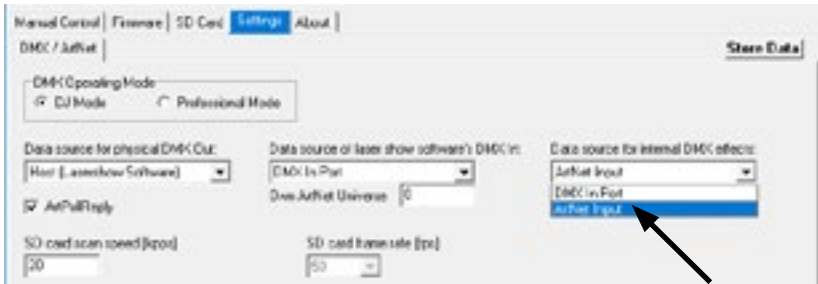 Manual Control Firmware SD Card Settings About
DMX / ArtNet Store Data
DMX Operating Mode
DJ Mode Professional Mode
Data source for physical DMX Out: Data source of laser show software's DMX In: Data source for internal DMX effects:
Host (Lasershow Software) DMX In Port ArtNet Input
DMX In Port
ArtNet Input
Own ArtNet Universe 0
ArtPollReply
SD card scan speed [kpps] SD card frame rate [fps]
20 50